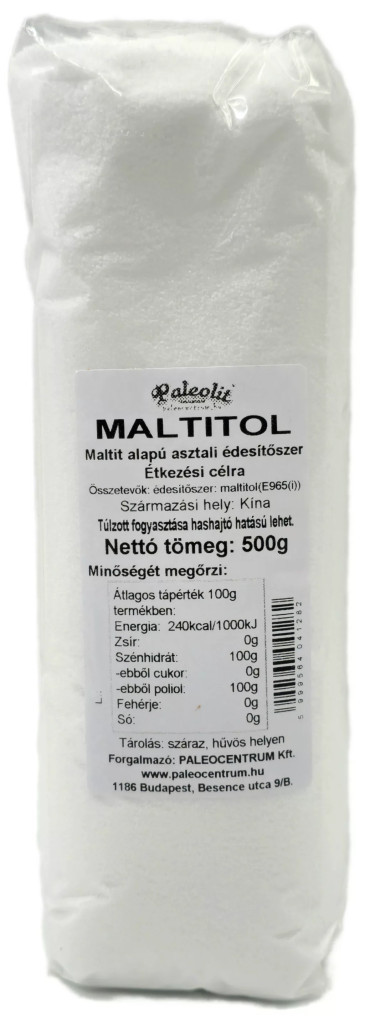 Paleolit
MALTITOL
Maltit alapú asztali édesítőszer
Étkezési célra
Összetevők: édesítőszer: maltitol(E965(i))
Származási hely: Kína
Túlzott fogyasztása hashajtó hatású lehet.
Nettó tömeg: 500g
Minőségét megőrzi:
Átlagos tápérték 100g
termékben:
Energia: 240kcal/1000kJ
Zsír: 0g
Szénhidrát: 100g
-ebből cukor: 0g
-ebből poliol: 100g
Fehérje: 0g
Só: 0g
L.:
5 999564 041282
Tárolás: száraz, hűvös helyen
Forgalmazó: PALEOCENTRUM Kft.
www.paleocentrum.hu
1186 Budapest, Besence utca 9/B.